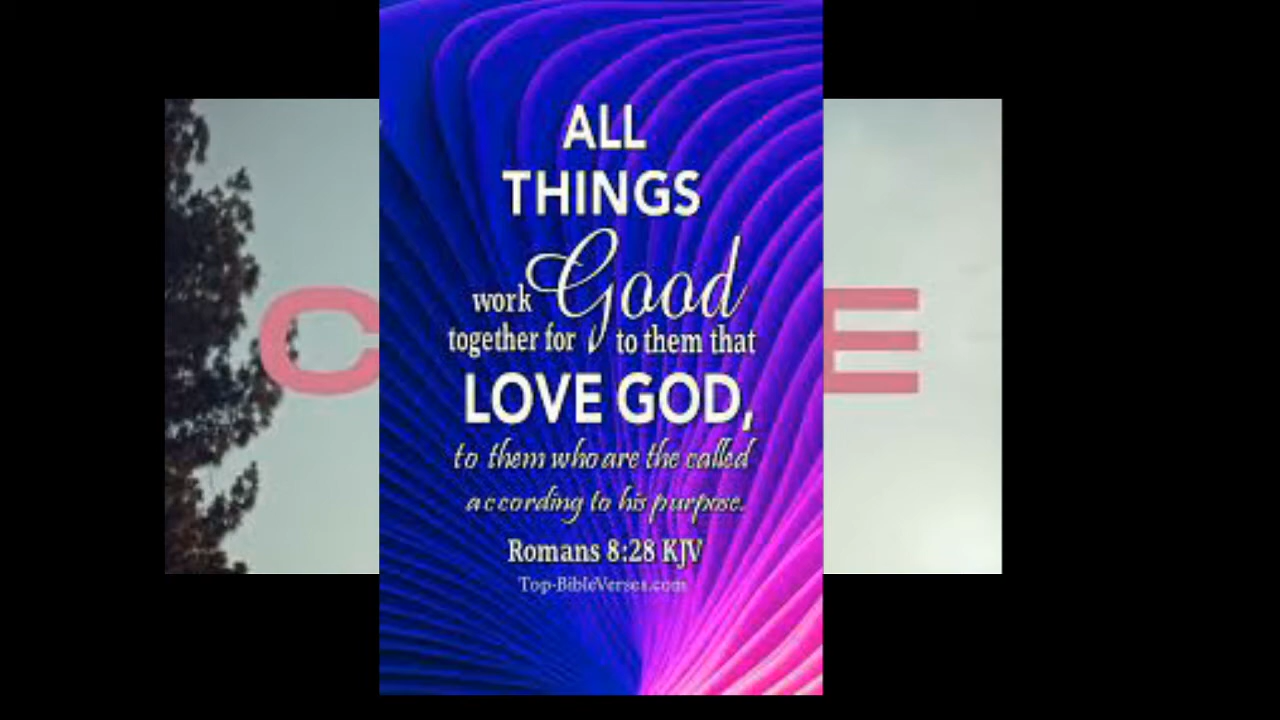 ALL
THINGS
work Good
together for to them that
LOVE GOD,
to them who are the called
according to his purpose.
Romans 8:28 KJV
Top-BibleVerses.com
C E